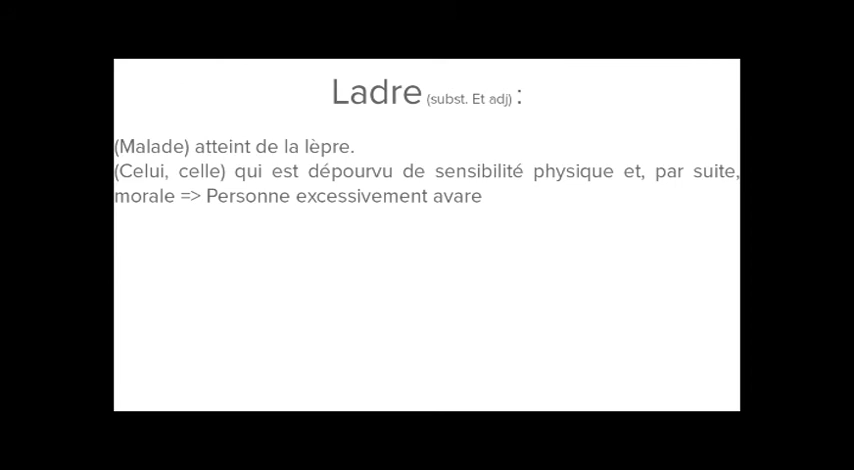 Ladre (subst. Et adj) :
(Malade) atteint de la lèpre.
(Celui, celle) qui est dépourvu de sensibilité physique et, par suite,
morale => Personne excessivement avare